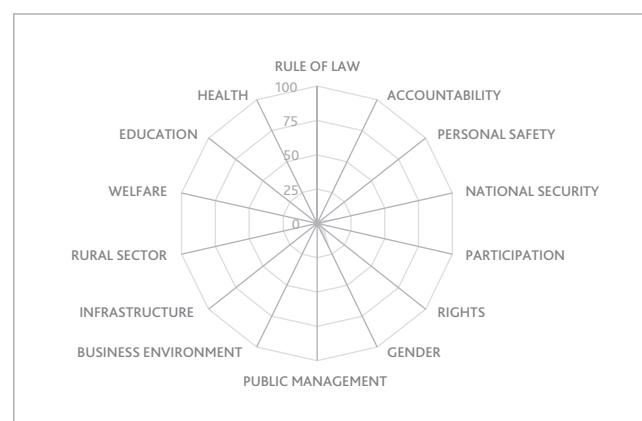 RULE OF LAW
100
HEALTH
ACCOUNTABILITY
75
EDUCATION
PERSONAL SAFETY
50
25
WELFARE
NATIONAL SECURITY
0
RURAL SECTOR
PARTICIPATION
INFRASTRUCTURE
RIGHTS
BUSINESS ENVIRONMENT
GENDER
PUBLIC MANAGEMENT